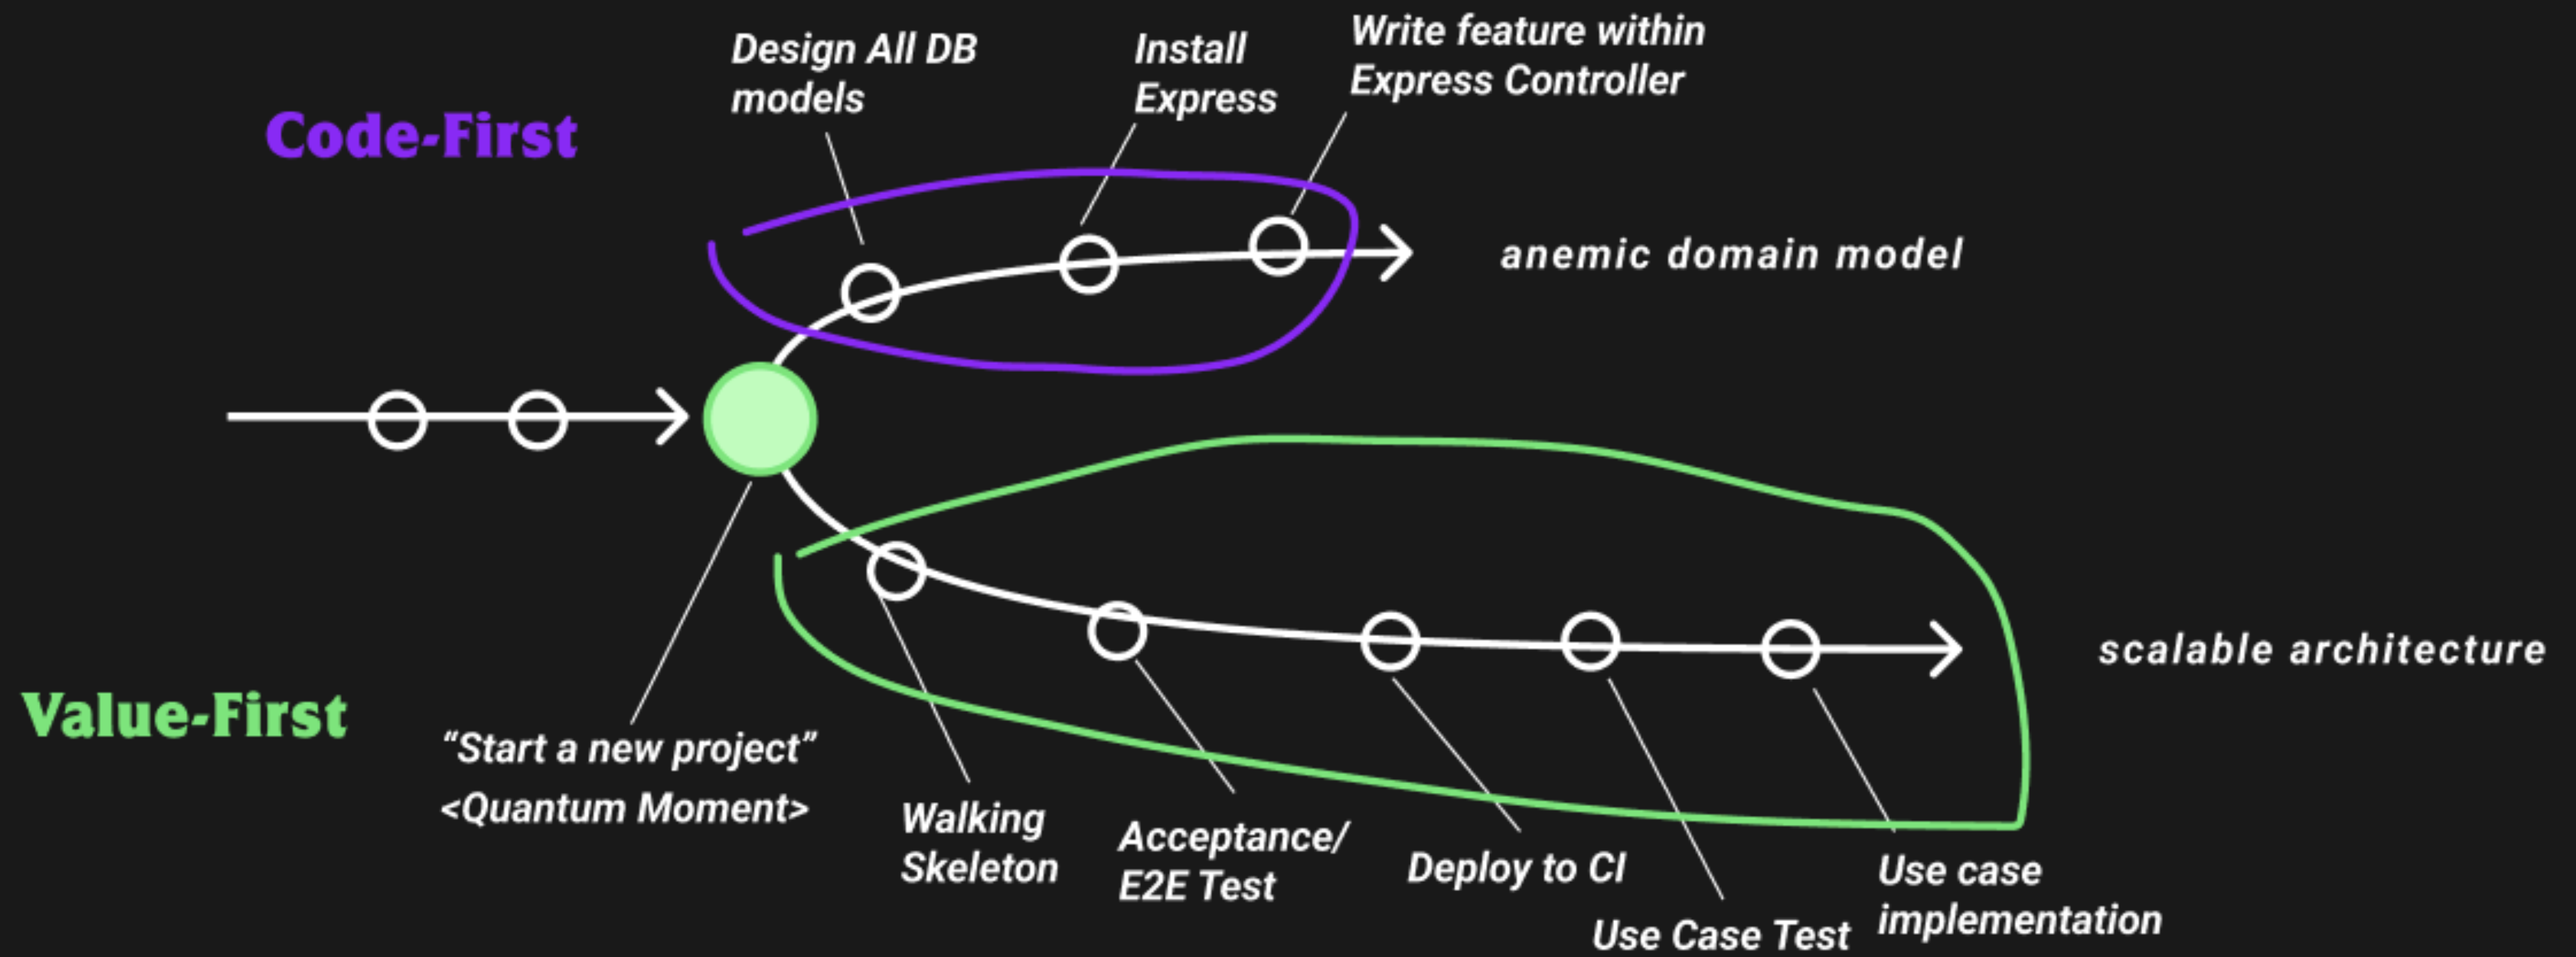 Design All DB
models
Install
Express
Write feature within
Express Controller
Code-First
anemic domain model
Value-First
“Start a new project”
<Quantum Moment>
Walking
Skeleton
Acceptance/
E2E Test
Deploy to CI
Use Case Test
Use case
implementation
scalable architecture